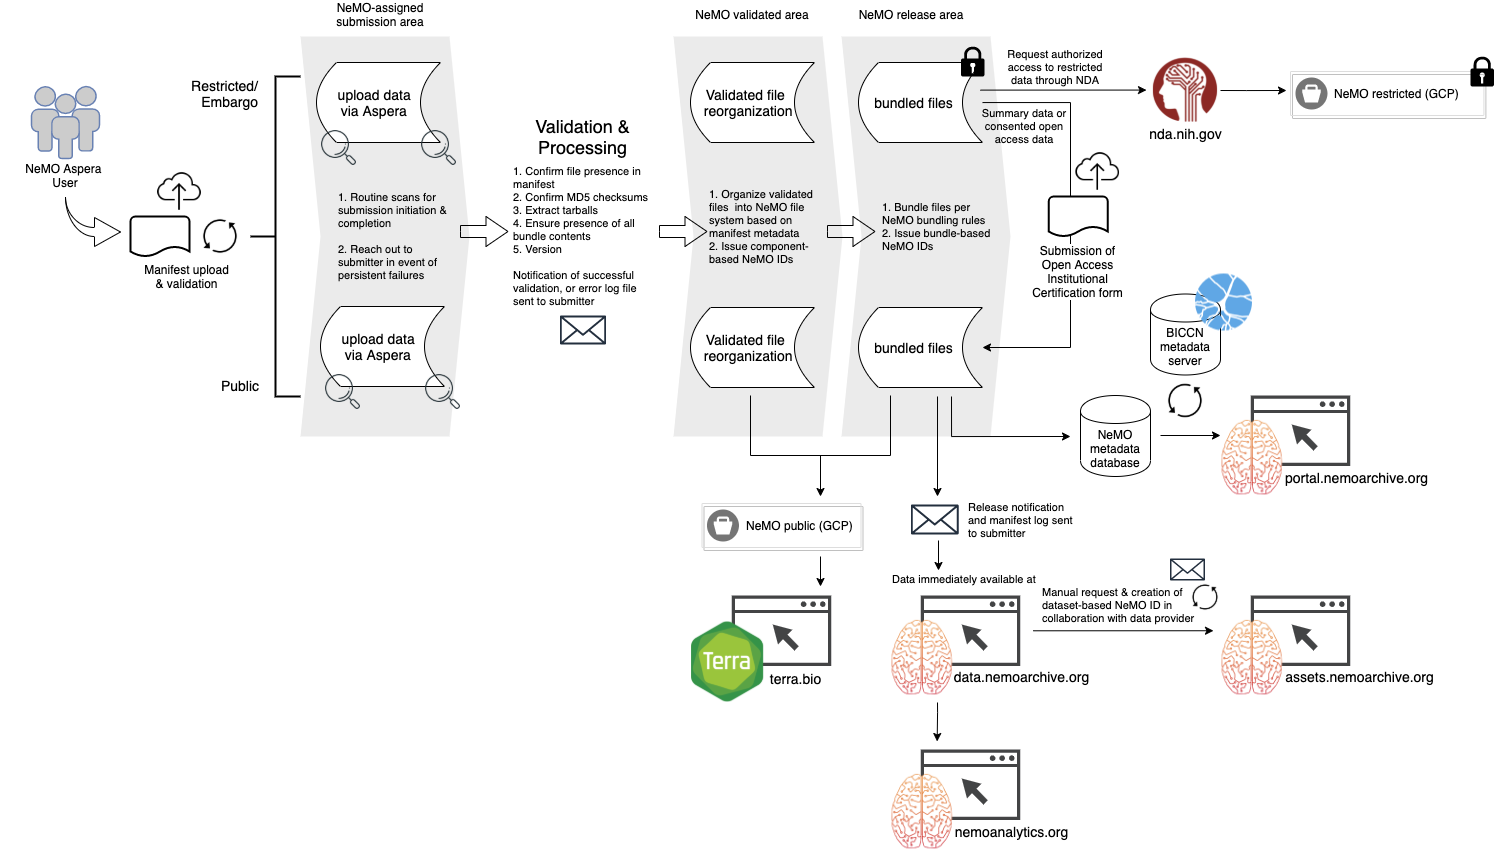 NeMO-assigned
submission area
NeMO validated area
NeMO release area
Restricted/
Embargo
upload data
via Aspera
Validated file
reorganization
bundled files
Request authorized
access to restricted
data through NDA
nda.nih.gov
NeMO restricted (GCP)
Summary data or
consented open
access data
NeMO Aspera
User
Manifest upload
& validation
1. Routine scans for
submission initiation &
completion
2. Reach out to
submitter in event of
persistent failures
Validation &
Processing
1. Confirm file presence in
manifest
2. Confirm MD5 checksums
3. Extract tarballs
4. Ensure presence of all
bundle contents
5. Version
Notification of successful
validation, or error log file
sent to submitter
1. Organize validated
files into NeMO file
system based on
manifest metadata
2. Issue component-
based NeMO IDs
1. Bundle files per
NeMO bundling rules
2. Issue bundle-based
NeMO IDs
Submission of
Open Access
Institutional
Certification form
Public
upload data
via Aspera
Validated file
reorganization
bundled files
BICCN
metadata
server
NeMO
metadata
database
portal.nemoarchive.org
NeMO public (GCP)
Release notification
and manifest log sent
to submitter
Data immediately available at
Manual request & creation of
dataset-based NeMO ID in
collaboration with data provider
Terra
terra.bio
data.nemoarchive.org
assets.nemoarchive.org
nemoanalytics.org